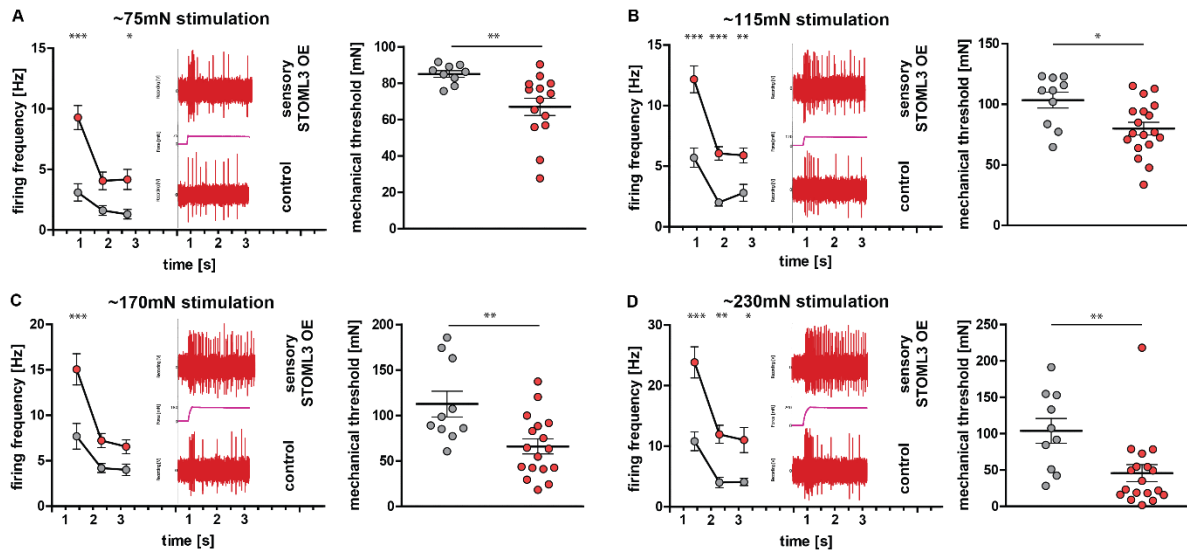 A
~75mN stimulation
*** *
firing frequency [Hz]
15
10
5
0
1 2 3
1 2 3
time [s]
sensory
STOML3 OE
control
mechanical threshold [mN]
100
80
60
40
20
0
**
B
~115mN stimulation
*** *** **
firing frequency [Hz]
15
10
5
0
1 2 3
1 2 3
time [s]
sensory
STOML3 OE
control
mechanical threshold [mN]
150
100
50
0
*
C
~170mN stimulation
***
firing frequency [Hz]
20
15
10
5
0
1 2 3
1 2 3
time [s]
sensory
STOML3 OE
control
mechanical threshold [mN]
200
150
100
50
0
**
D
~230mN stimulation
*** ** *
firing frequency [Hz]
30
20
10
0
1 2 3
1 2 3
time [s]
sensory
STOML3 OE
control
mechanical threshold [mN]
250
200
150
100
50
0
**